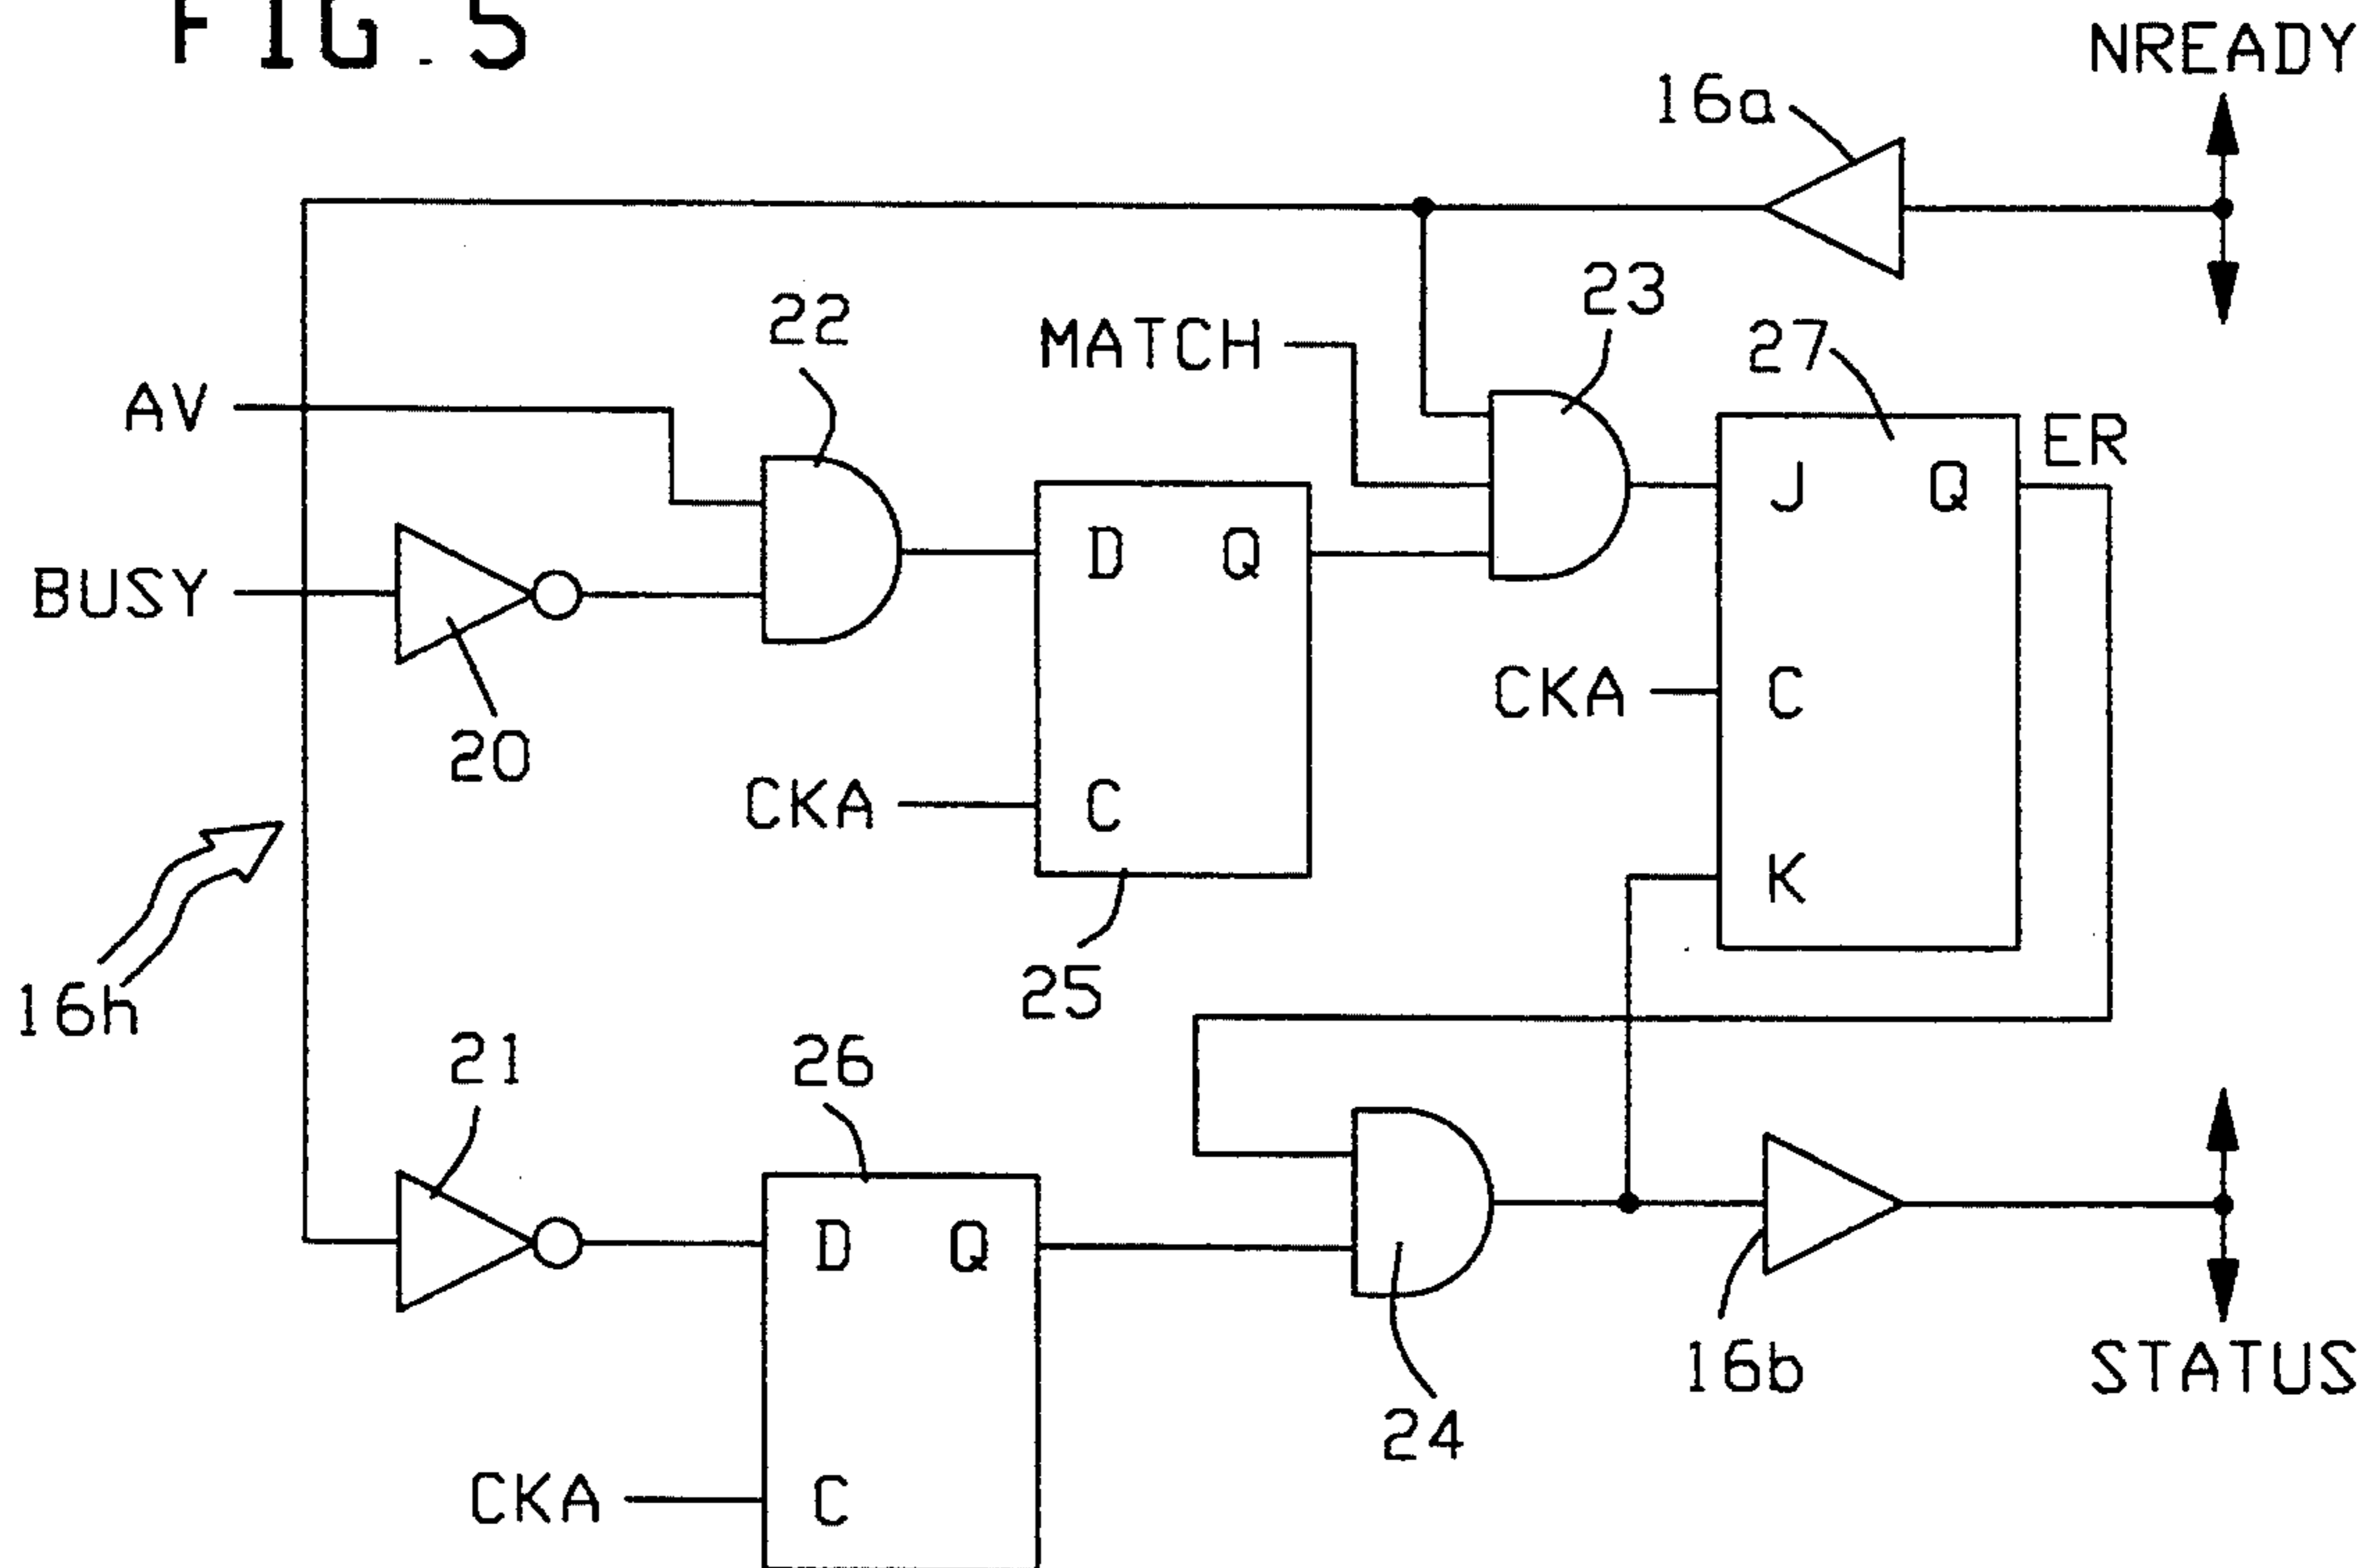 FIG.5
NREADY
16a
23
22
MATCH
27
AV
ER
J
Q
D
Q
BUSY
CKA
C
20
CKA
C
K
25
16h
21
26
16b
STATUS
D
Q
24
CKA
C